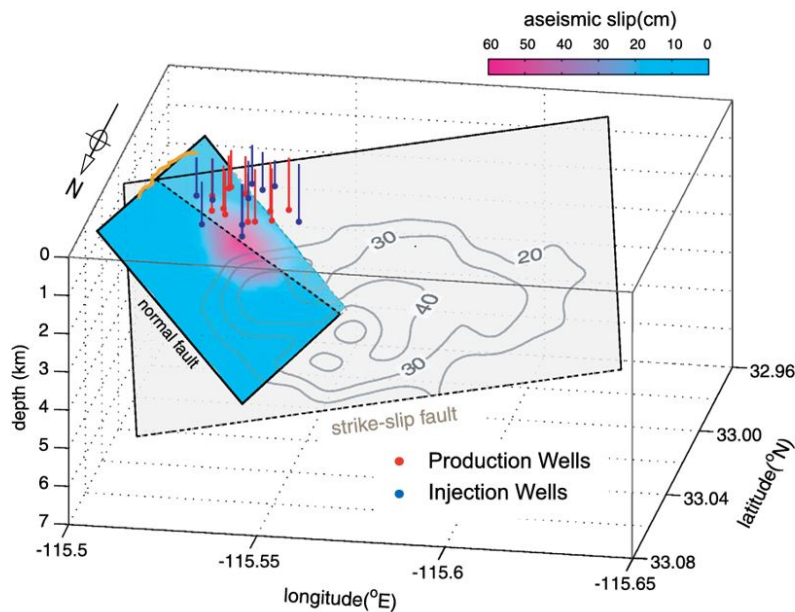 aseismic slip(cm)
60 50 40 30 20 10 0
N
0
1
2
3
4
5
6
7
depth (km)
normal fault
30
20
40
30
strike-slip fault
Production Wells
Injection Wells
32.96
33.00
33.04
33.08
latitude(°N)
-115.5
-115.55
-115.6
-115.65
longitude(°E)